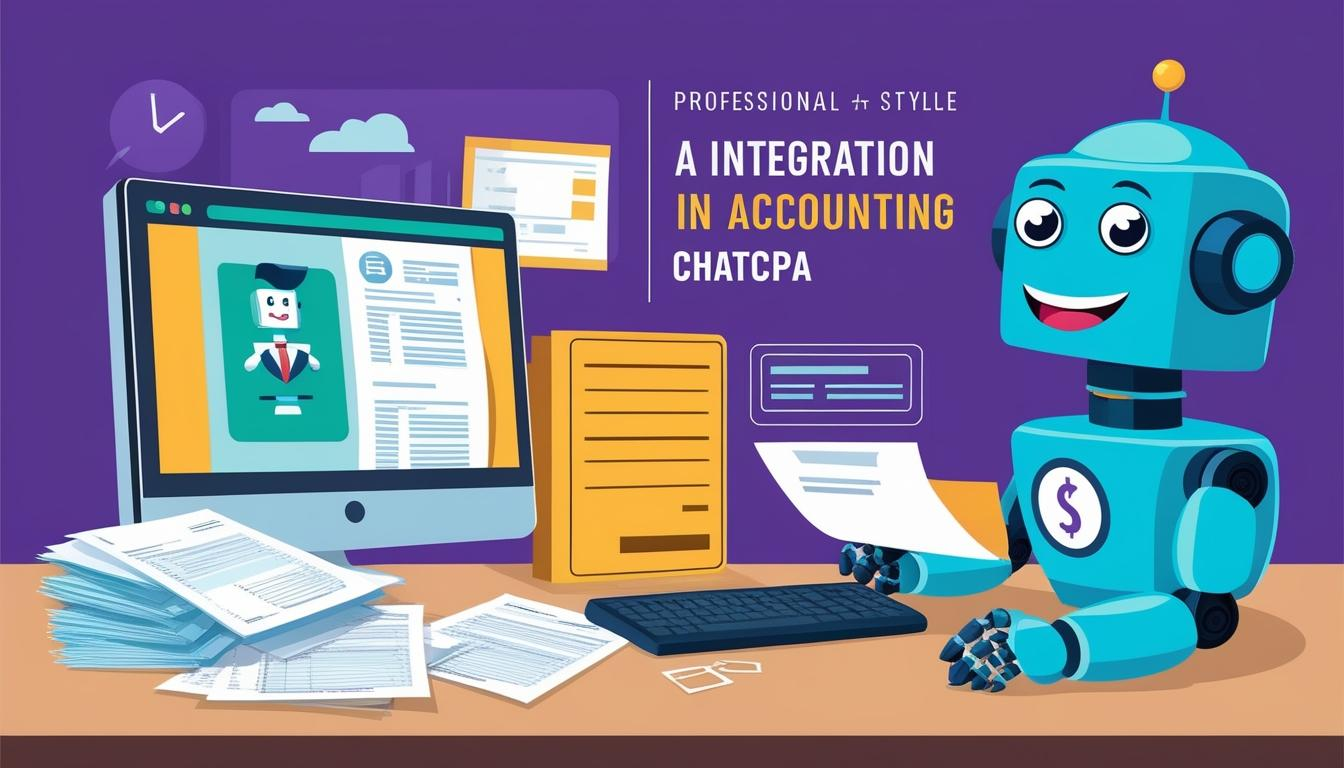 PROFESSIONAL & STYLLE
A INTEGRATION
IN ACCOUNTING
CHATCPA
$